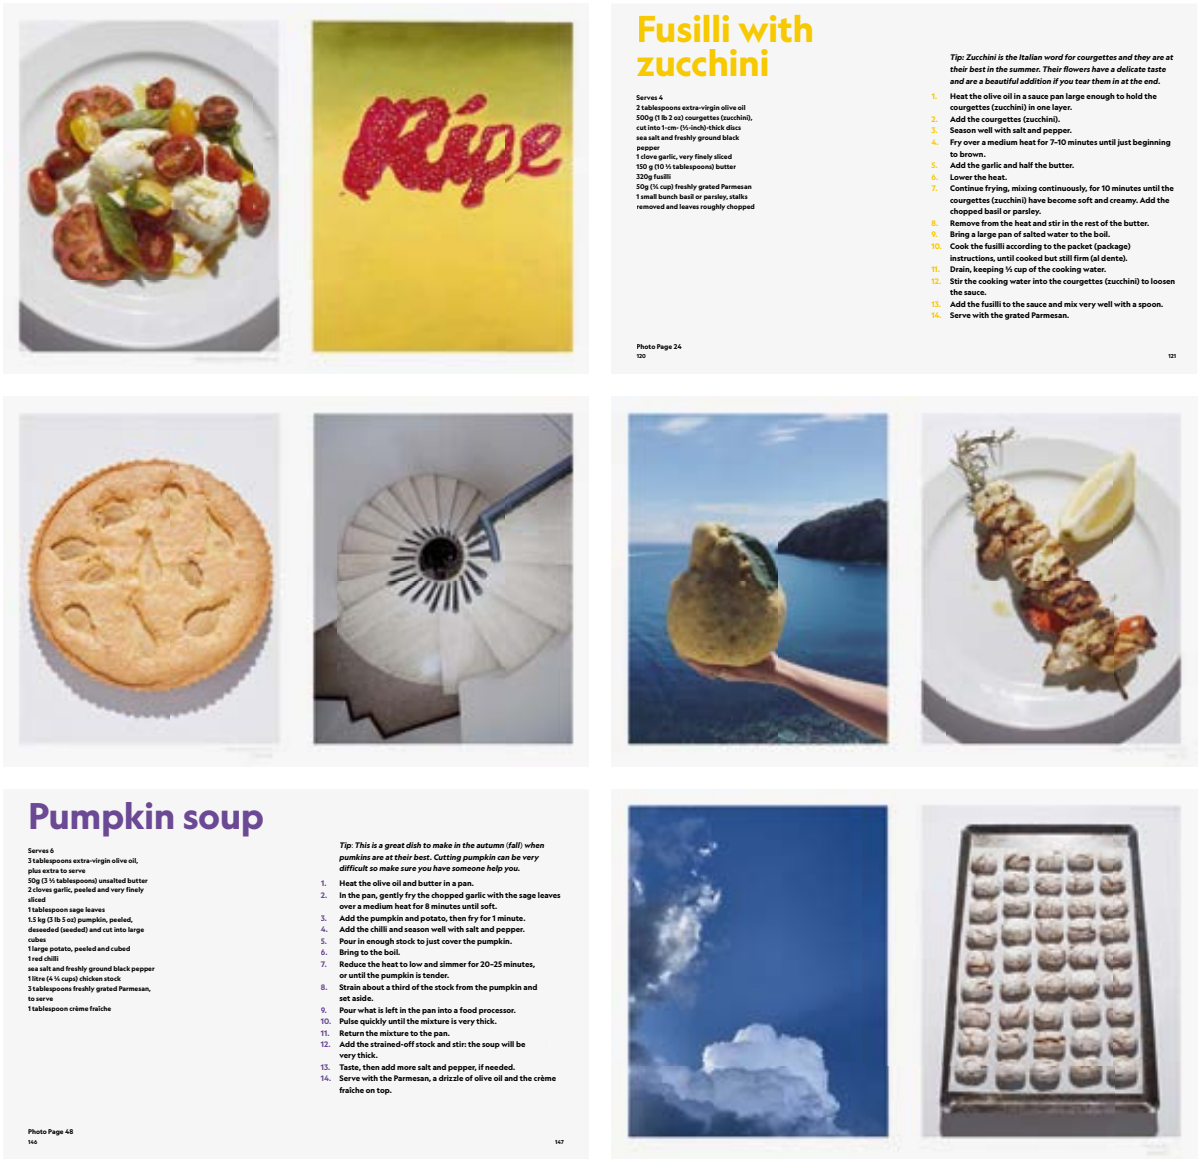 Ripe
Fusilli with
zucchini
Serves 4
2 tablespoons extra-virgin olive oil
500g (1 lb 2 oz) courgettes (zucchini),
cut into 1-cm- (½-inch)-thick discs
sea salt and freshly ground black
pepper
1 clove garlic, very finely sliced
150 g (10 ½ tablespoons) butter
320g fusilli
50g (¾ cup) freshly grated Parmesan
1 small bunch basil or parsley, stalks
removed and leaves roughly chopped
Photo Page 24
120
Tip: Zucchini is the Italian word for courgettes and they are at
their best in the summer. Their flowers have a delicate taste
and are a beautiful addition if you tear them in at the end.
1. Heat the olive oil in a sauce pan large enough to hold the
courgettes (zucchini) in one layer.
2. Add the courgettes (zucchini).
3. Season well with salt and pepper.
4. Fry over a medium heat for 7–10 minutes until just beginning
to brown.
5. Add the garlic and half the butter.
6. Lower the heat.
7. Continue frying, mixing continuously, for 10 minutes until the
courgettes (zucchini) have become soft and creamy. Add the
chopped basil or parsley.
8. Remove from the heat and stir in the rest of the butter.
9. Bring a large pan of salted water to the boil.
10. Cook the fusilli according to the packet (package)
instructions, until cooked but still firm (al dente).
11. Drain, keeping ½ cup of the cooking water.
12. Stir the cooking water into the courgettes (zucchini) to loosen
the sauce.
13. Add the fusilli to the sauce and mix very well with a spoon.
14. Serve with the grated Parmesan.
121
Pumpkin soup
Serves 6
3 tablespoons extra-virgin olive oil,
plus extra to serve
50g (3 ½ tablespoons) unsalted butter
2 cloves garlic, peeled and very finely
sliced
1 tablespoon sage leaves
1.5 kg (3 lb 5 oz) pumpkin, peeled,
deseeded (seeded) and cut into large
cubes
1 large potato, peeled and cubed
1 red chilli
sea salt and freshly ground black pepper
1 litre (4 ¼ cups) chicken stock
3 tablespoons freshly grated Parmesan,
to serve
1 tablespoon crème fraîche
Photo Page 48
146
Tip: This is a great dish to make in the autumn (fall) when
pumkins are at their best. Cutting pumpkin can be very
difficult so make sure you have someone help you.
1. Heat the olive oil and butter in a pan.
2. In the pan, gently fry the chopped garlic with the sage leaves
over a medium heat for 8 minutes until soft.
3. Add the pumpkin and potato, then fry for 1 minute.
4. Add the chilli and season well with salt and pepper.
5. Pour in enough stock to just cover the pumpkin.
6. Bring to the boil.
7. Reduce the heat to low and simmer for 20–25 minutes,
or until the pumpkin is tender.
8. Strain about a third of the stock from the pumpkin and
set aside.
9. Pour what is left in the pan into a food processor.
10. Pulse quickly until the mixture is very thick.
11. Return the mixture to the pan.
12. Add the strained-off stock and stir: the soup will be
very thick.
13. Taste, then add more salt and pepper, if needed.
14. Serve with the Parmesan, a drizzle of olive oil and the crème
fraîche on top.
147